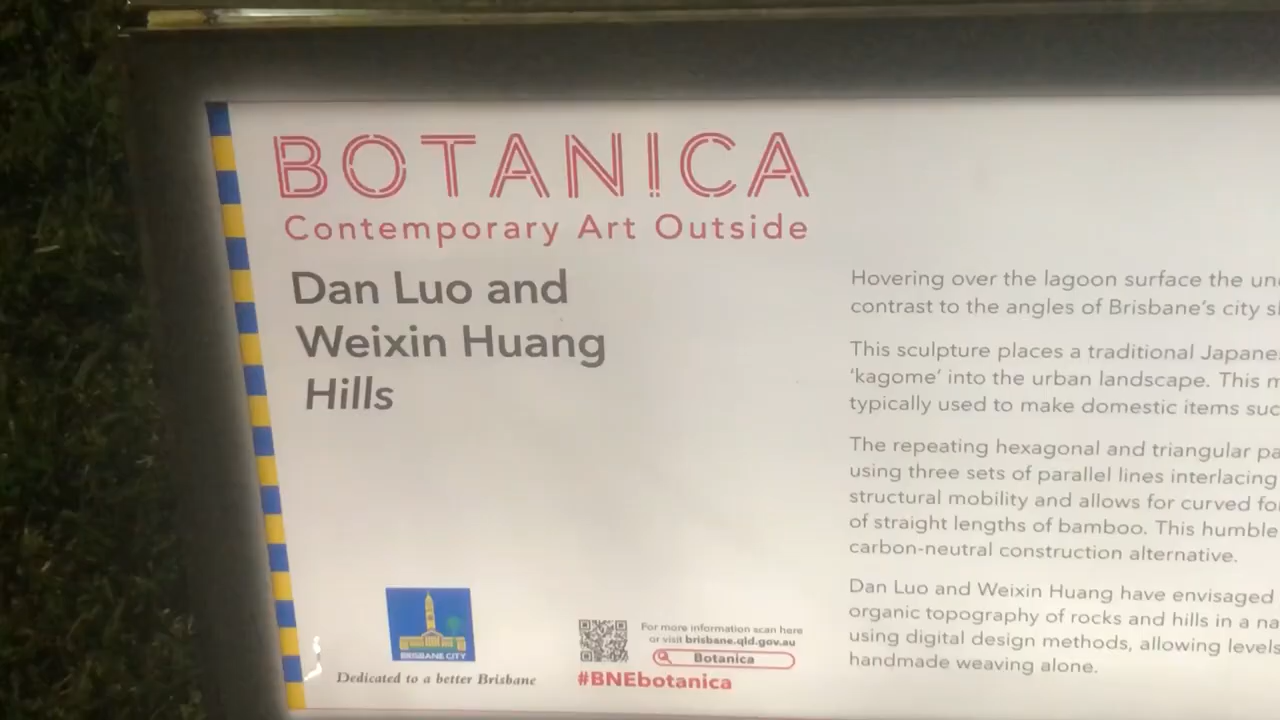 BOTANICA
Contemporary Art Outside
Dan Luo and
Weixin Huang
Hills
Hovering over the lagoon surface the
contrast to the angles of Brisbane's city
This sculpture places a traditional
'kagome' into the urban landscape. This
typically used to make domestic items
The repeating hexagonal and triangular
using three sets of parallel lines interlacing
structural mobility and allows for curved
of straight lengths of bamboo. This humble
carbon-neutral construction alternative.
Dan Luo and Weixin Huang have envisaged
organic topography of rocks and hills in a
using digital design methods, allowing levels
handmade weaving alone.
BRISBANE CITY
Dedicated to a better Brisbane
For more information scan here
or visit brisbane.qld.gov.au
Botanica
#BNEbotanica